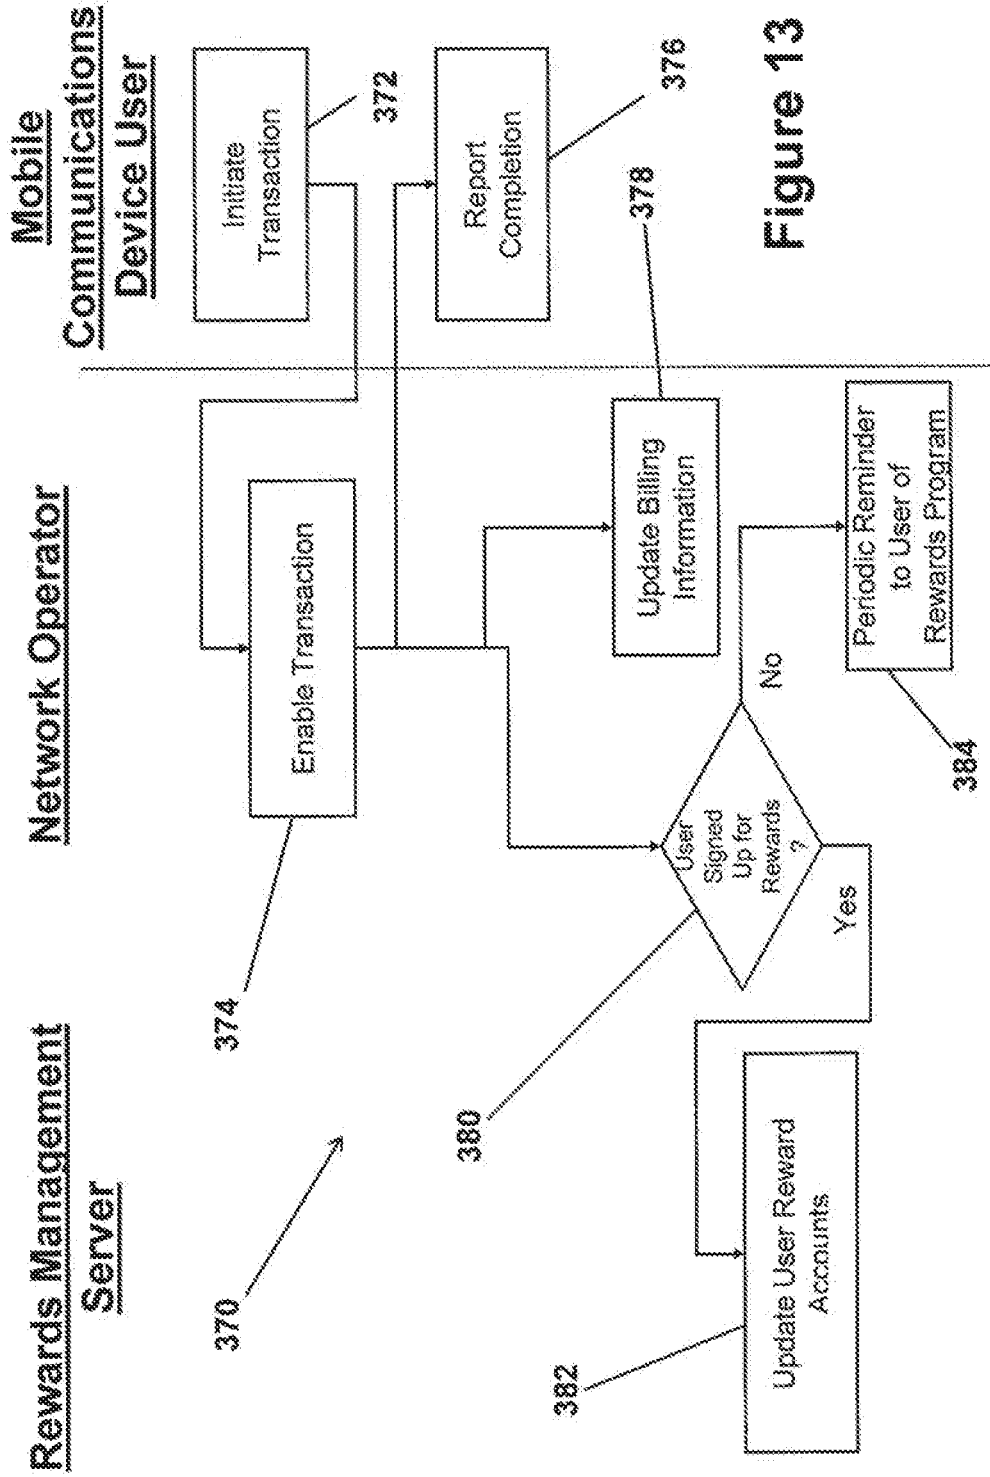 Rewards Management
Server
Network Operator
Mobile
Communications
Device User
370
374
Enable Transaction
Initiate
Transaction
372
Report
Completion
376
380
User
Signed
Up for
Rewards
?
Yes
No
Update Billing
Information
378
382
Update User Reward
Accounts
384
Periodic Reminder
to User of
Rewards Program
Figure 13